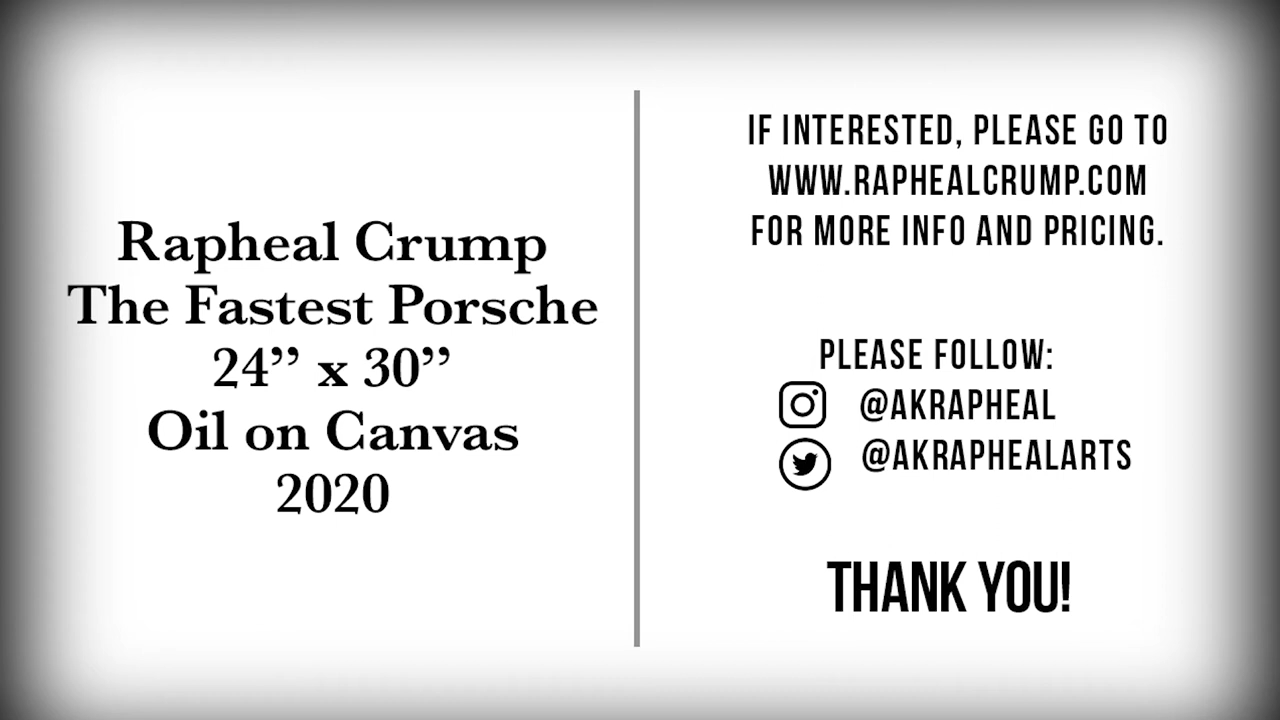 Rapheal Crump
The Fastest Porsche
24’’ x 30’’
Oil on Canvas
2020
IF INTERESTED, PLEASE GO TO
WWW.RAPHEALCRUMP.COM
FOR MORE INFO AND PRICING.
PLEASE FOLLOW:
@AKRAPHEAL
@AKRAPHEALARTS
THANK YOU!